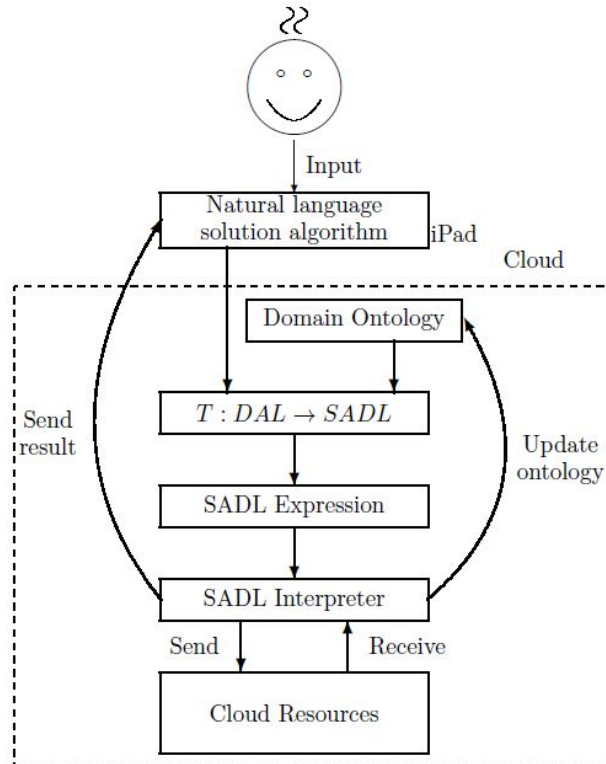 Input
Natural language
solution algorithm
iPad
Cloud
Domain Ontology
T : DAL → SADL
Send
result
Update
ontology
SADL Expression
SADL Interpreter
Send
Receive
Cloud Resources